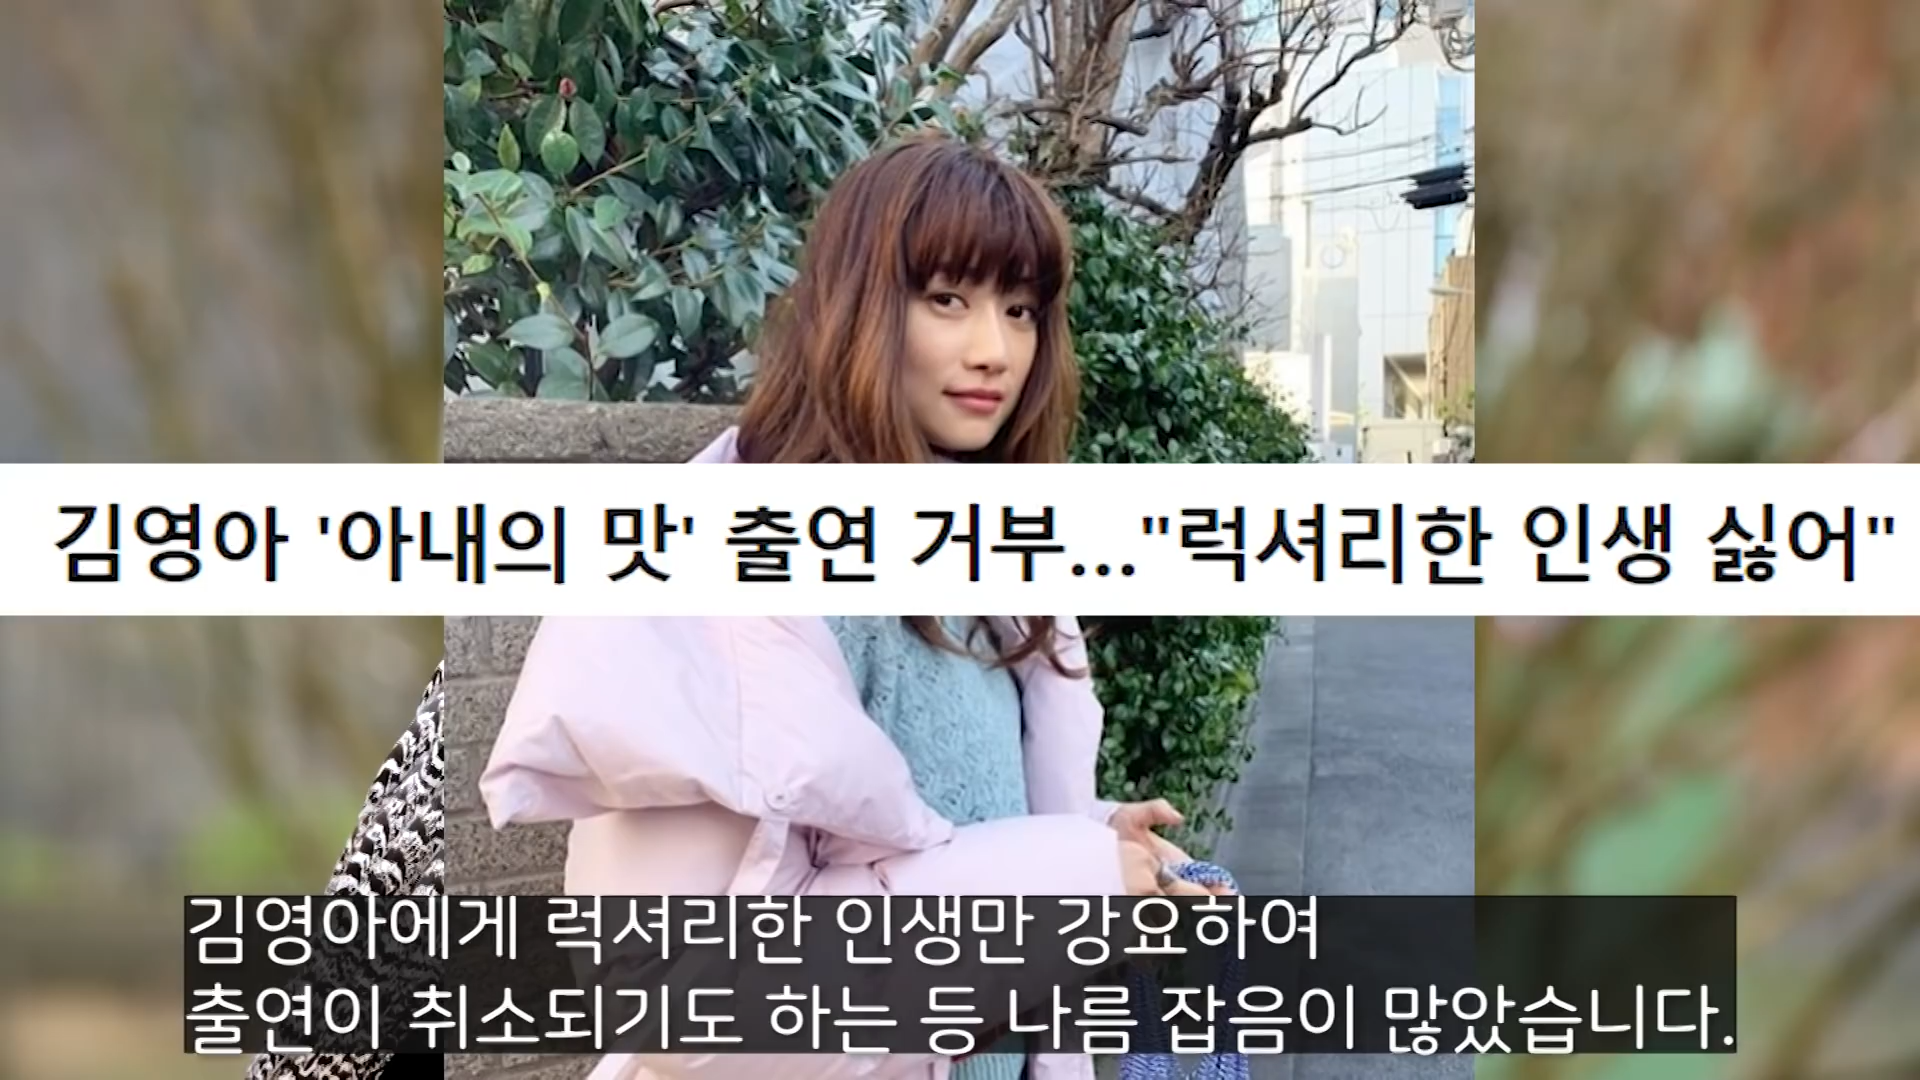 김영아 '아내의 맛' 출연 거부..."럭셔리한 인생 싫어"
김영아에게 럭셔리한 인생만 강요하여
출연이 취소되기도 하는 등 나름 잡음이 많았습니다.